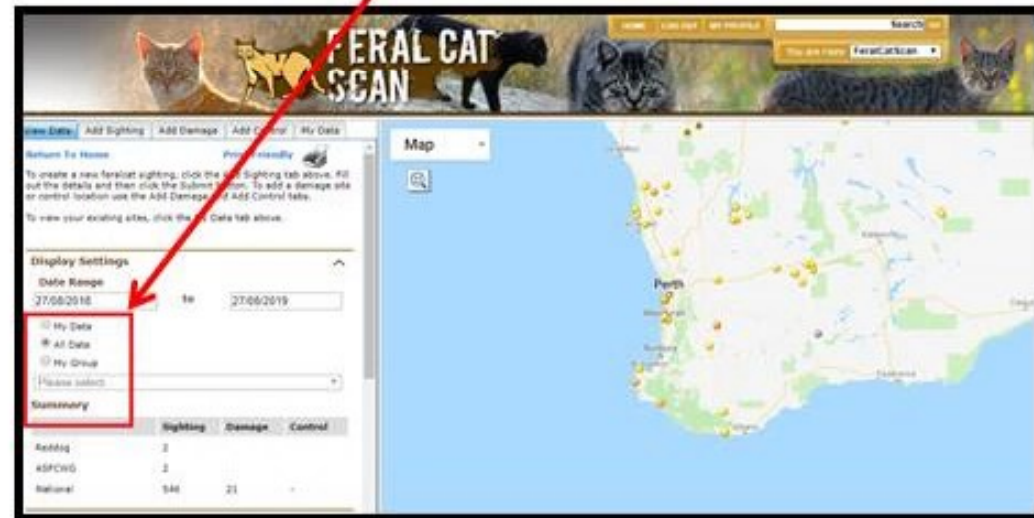 HOME LOG OUT MY PROFILE
Search
FERAL CAT
SCAN
You are here FeralCatScan
View Data Add Sighting Add Damage Add Control My Data
Return To Home Print Friendly
To create a new feralcat sighting, click the Add Sighting tab above. Fill
out the details and then click the Submit button. To add a damage site
or control location use the Add Damage and Add Control tabs.
To view your existing sites, click the My Data tab above.
Display Settings
Date Range
to 27/08/2019
My Data
All Data
My Group
Please select
Summary
Sighting Damage Control
Reddog 2
ASFCWG 2
National 546 21 -
Map
Perth
Mandurah
Bunbury
Albany
Kalgoorlie